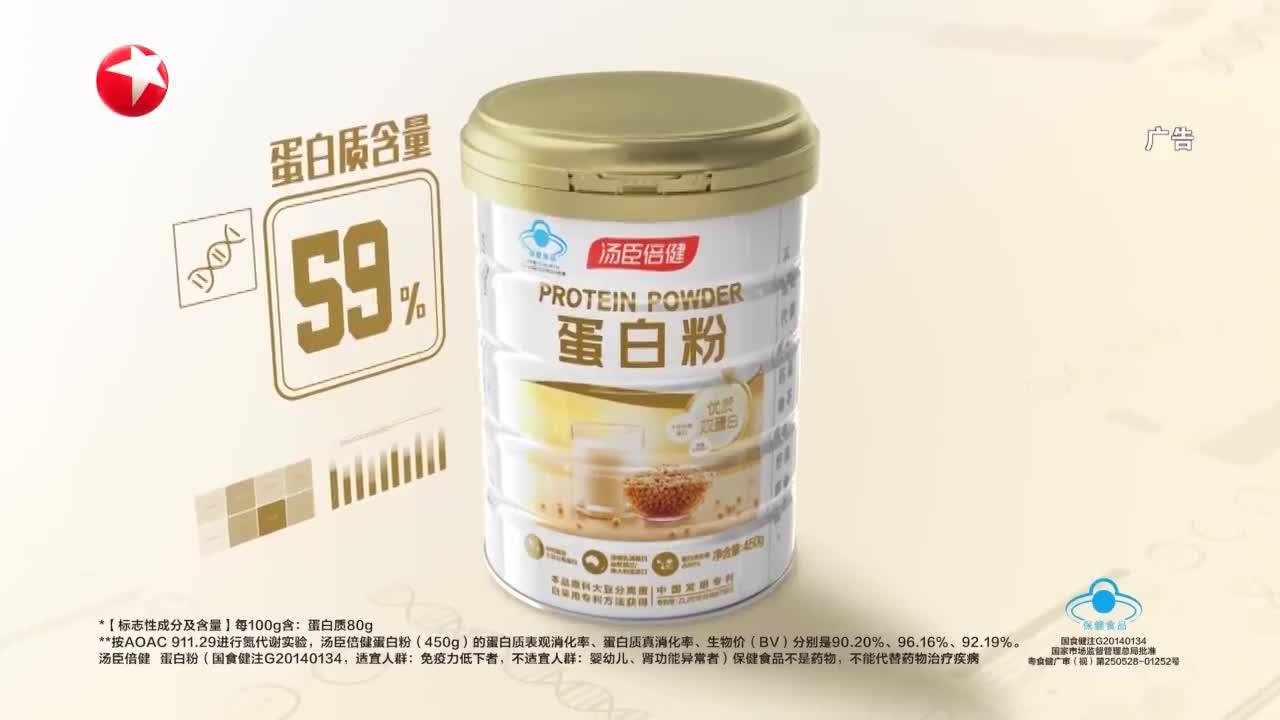 广告
蛋白质含量
59%
保健食品
汤臣倍健
PROTEIN POWDER
蛋白粉
优质
双蛋白
净含量:450g
本品原料大豆分离蛋白
自采用专利方法获得
中国发明专利
*【标志性成分及含量】每100g含：蛋白质80g
**按AOAC 911.29进行氮代谢实验，汤臣倍健蛋白粉（450g）的蛋白质表观消化率、蛋白质真消化率、生物价（BV）分别是90.20%、96.16%、92.19%。
汤臣倍健 蛋白粉（国食健注G20140134，适宜人群：免疫力低下者，不适宜人群：婴幼儿、肾功能异常者）保健食品不是药物，不能代替药物治疗疾病
保健食品
国食健注G20140134
国家市场监督管理总局批准
粤食健广审（视）第250528-01252号